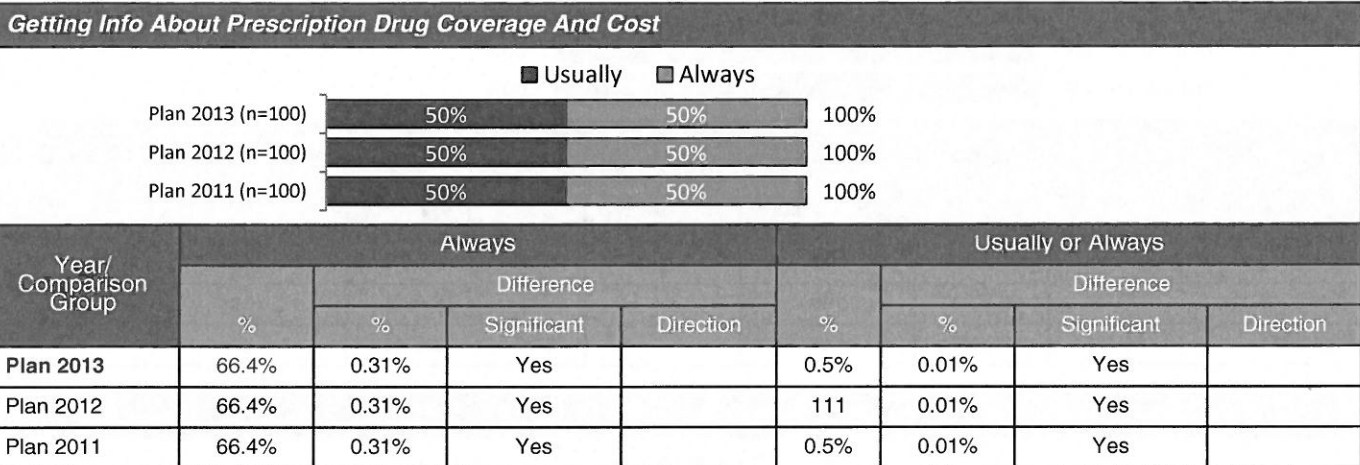 Getting Info About Prescription Drug Coverage And Cost
Usually Always
Plan 2013 (n=100) 50% 50% 100%
Plan 2012 (n=100) 50% 50% 100%
Plan 2011 (n=100) 50% 50% 100%
Year/ Comparison Group Always Usually or Always
Difference Difference
% % Significant Direction % % Significant Direction
Plan 2013 66.4% 0.31% Yes 0.5% 0.01% Yes
Plan 2012 66.4% 0.31% Yes 111 0.01% Yes
Plan 2011 66.4% 0.31% Yes 0.5% 0.01% Yes